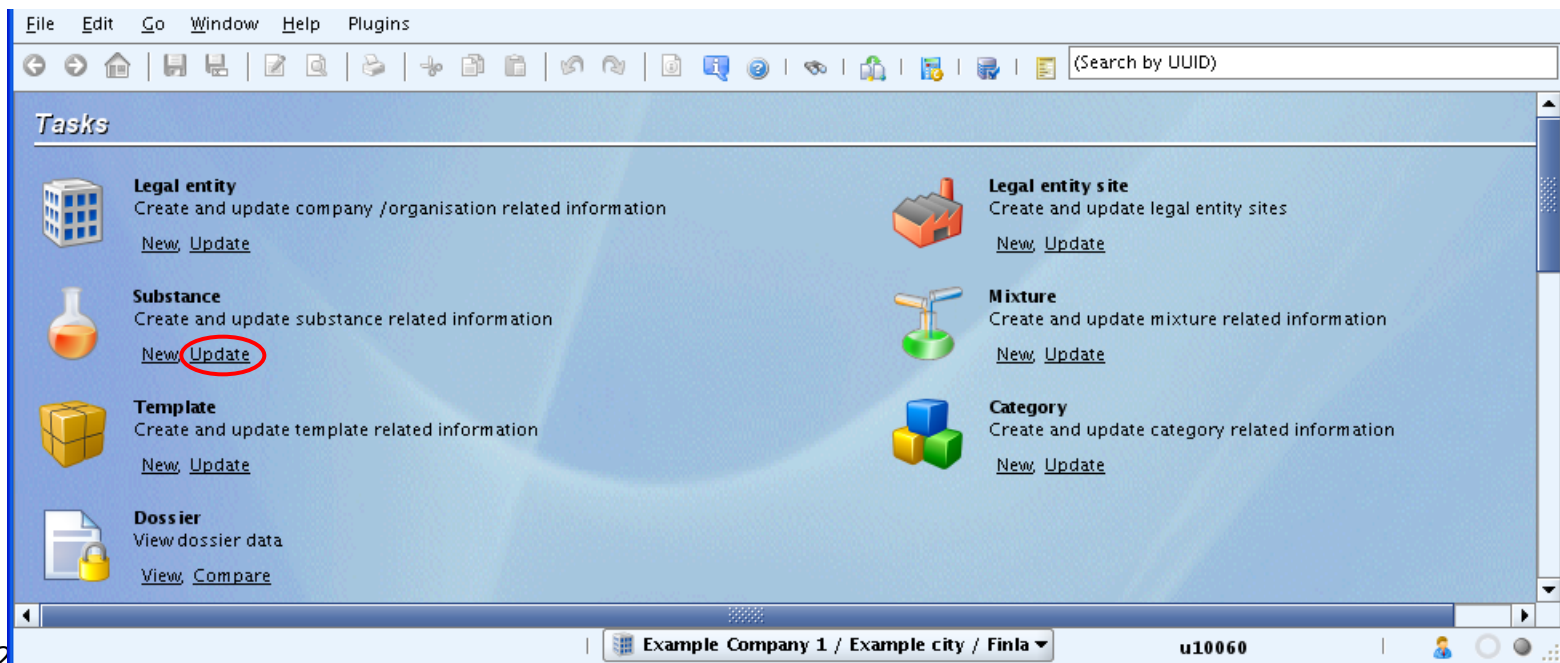 File Edit Go Window Help Plugins
(Search by UUID)
Tasks
Legal entity
Create and update company /organisation related information
New, Update
Legal entity site
Create and update legal entity sites
New, Update
Substance
Create and update substance related information
New, Update
Mixture
Create and update mixture related information
New, Update
Template
Create and update template related information
New, Update
Category
Create and update category related information
New, Update
Dossier
View dossier data
View, Compare
Example Company 1 / Example city / Finla
u10060